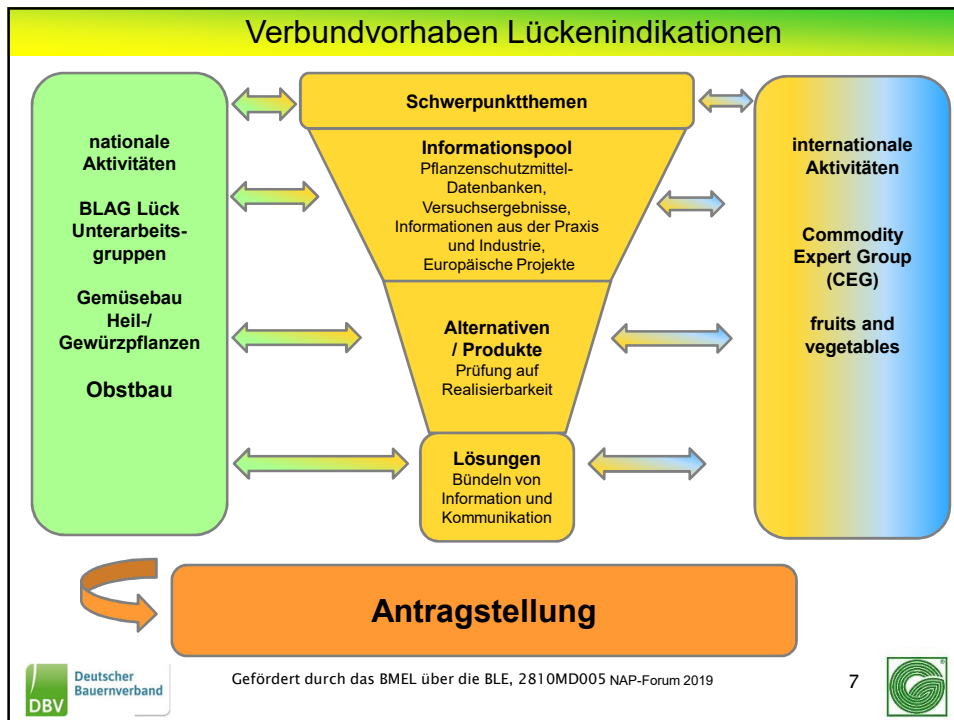 Verbundvorhaben Lückenindikationen
nationale
Aktivitäten
BLAG Lück
Unterarbeits-
gruppen
Gemüsebau
Heil-/
Gewürzpflanzen
Obstbau
Schwerpunktthemen
Informationspool
Pflanzenschutzmittel-
Datenbanken,
Versuchsergebnisse,
Informationen aus der Praxis
und Industrie,
Europäische Projekte
Alternativen
/ Produkte
Prüfung auf
Realisierbarkeit
Lösungen
Bündeln von
Information und
Kommunikation
internationale
Aktivitäten
Commodity
Expert Group
(CEG)
fruits and
vegetables
Antragstellung
DBV
Deutscher
Bauernverband
Gefördert durch das BMEL über die BLE, 2810MD005 NAP-Forum 2019
7
®